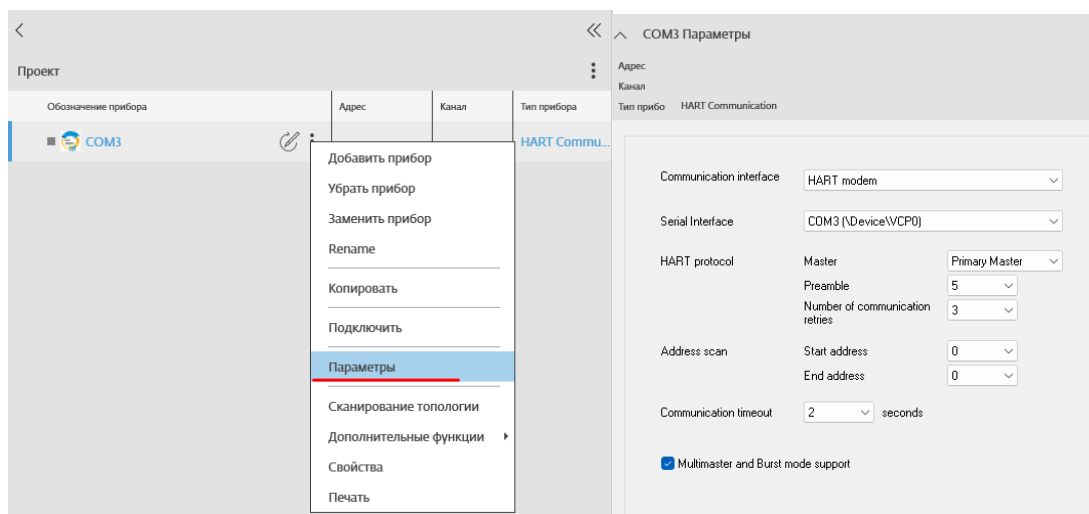 Проект
Обозначение прибора
Адрес
Канал
Тип прибора
COM3
HART Commu...
Добавить прибор
Убрать прибор
Заменить прибор
Rename
Копировать
Подключить
Параметры
Сканирование топологии
Дополнительные функции
Свойства
Печать
COM3 Параметры
Адрес
Канал
Тип прибо HART Communication
Communication interface HART modem
Serial Interface COM3 (\Device\VCP0)
HART protocol Master Primary Master
Preamble 5
Number of communication
retries 3
Address scan Start address 0
End address 0
Communication timeout 2 seconds
Multimaster and Burst mode support